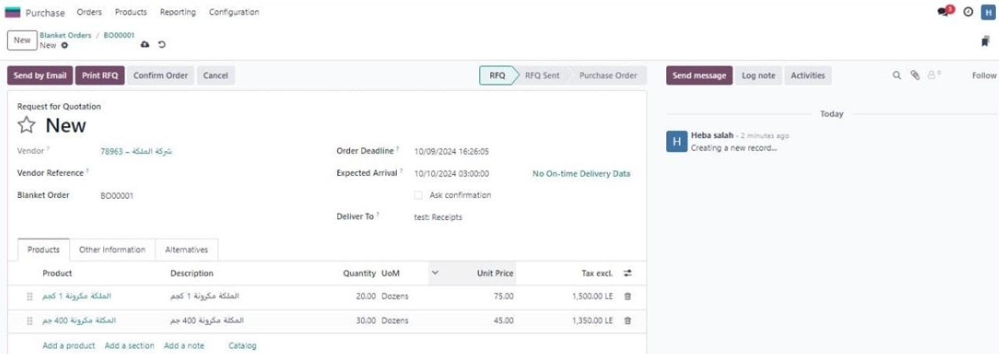 Purchase Orders Products Reporting Configuration
3 H
New Blanket Orders / BO00001
New
Send by Email Print RFQ Confirm Order Cancel RFQ RFQ Sent Purchase Order Send message Log note Activities 0 Follow
Request for Quotation
New
Today
Vendor ? 78963 – شركة الملكة
Order Deadline ? 10/09/2024 16:26:05
H Heba salah - 2 minutes ago
Creating a new record...
Vendor Reference ?
Expected Arrival ? 10/10/2024 03:00:00 No On-time Delivery Data
Blanket Order BO00001
Ask confirmation
Deliver To ? test: Receipts
Products Other Information Alternatives
Product Description Quantity UoM Unit Price Tax excl.
الملكة مكرونة 1 كجم الملكة مكرونة 1 كجم 20.00 Dozens 75.00 1,500.00 LE
المكلة مكرونة 400 جم المكلة مكرونة 400 جم 30.00 Dozens 45.00 1,350.00 LE
Add a product Add a section Add a note Catalog